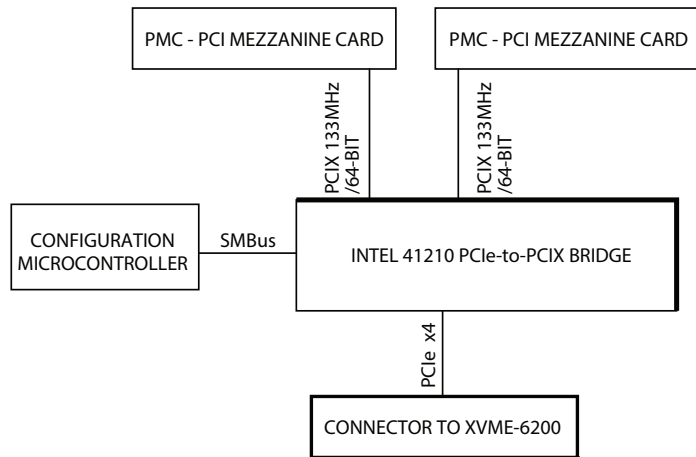 PMC - PCI MEZZANINE CARD
PMC - PCI MEZZANINE CARD
PCIX 133MHz
/64-BIT
PCIX 133MHz
/64-BIT
CONFIGURATION
MICROCONTROLLER
SMBus
INTEL 41210 PCIe-to-PCIX BRIDGE
PCIe x4
CONNECTOR TO XVME-6200